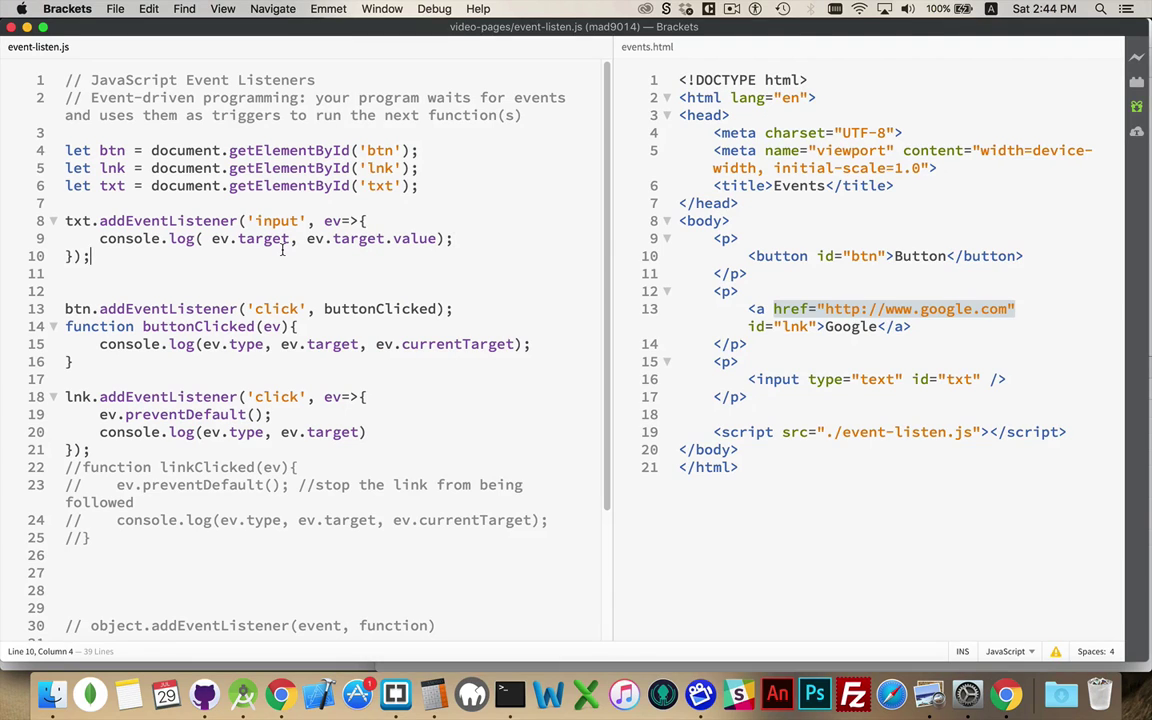 Brackets File Edit Find View Navigate Emmet Window Debug Help 100% A Sat 2:44 PM
video-pages/event-listen.js (mad9014) — Brackets
event-listen.js
1 // JavaScript Event Listeners
2 // Event-driven programming: your program waits for events
and uses them as triggers to run the next function(s)
3
4 let btn = document.getElementById('btn');
5 let lnk = document.getElementById('lnk');
6 let txt = document.getElementById('txt');
7
8 txt.addEventListener('input', ev=>{
9 console.log( ev.target, ev.target.value);
10 });
11
12
13 btn.addEventListener('click', buttonClicked);
14 function buttonClicked(ev){
15 console.log(ev.type, ev.target, ev.currentTarget);
16 }
17
18 lnk.addEventListener('click', ev=>{
19 ev.preventDefault();
20 console.log(ev.type, ev.target)
21 });
22 //function linkClicked(ev){
23 // ev.preventDefault(); //stop the link from being
followed
24 // console.log(ev.type, ev.target, ev.currentTarget);
25 //}
26
27
28
29
30 // object.addEventListener(event, function)
events.html
1 <!DOCTYPE html>
2 <html lang="en">
3 <head>
4 <meta charset="UTF-8">
5 <meta name="viewport" content="width=device-
width, initial-scale=1.0">
6 <title>Events</title>
7 </head>
8 <body>
9 <p>
10 <button id="btn">Button</button>
11 </p>
12 <p>
13 <a href="http://www.google.com"
id="lnk">Google</a>
14 </p>
15 <p>
16 <input type="text" id="txt" />
17 </p>
18
19 <script src="./event-listen.js"></script>
20 </body>
21 </html>
Line 10, Column 4 — 39 Lines
INS JavaScript Spaces: 4
JUL 29 1 W X S An Ps Fz